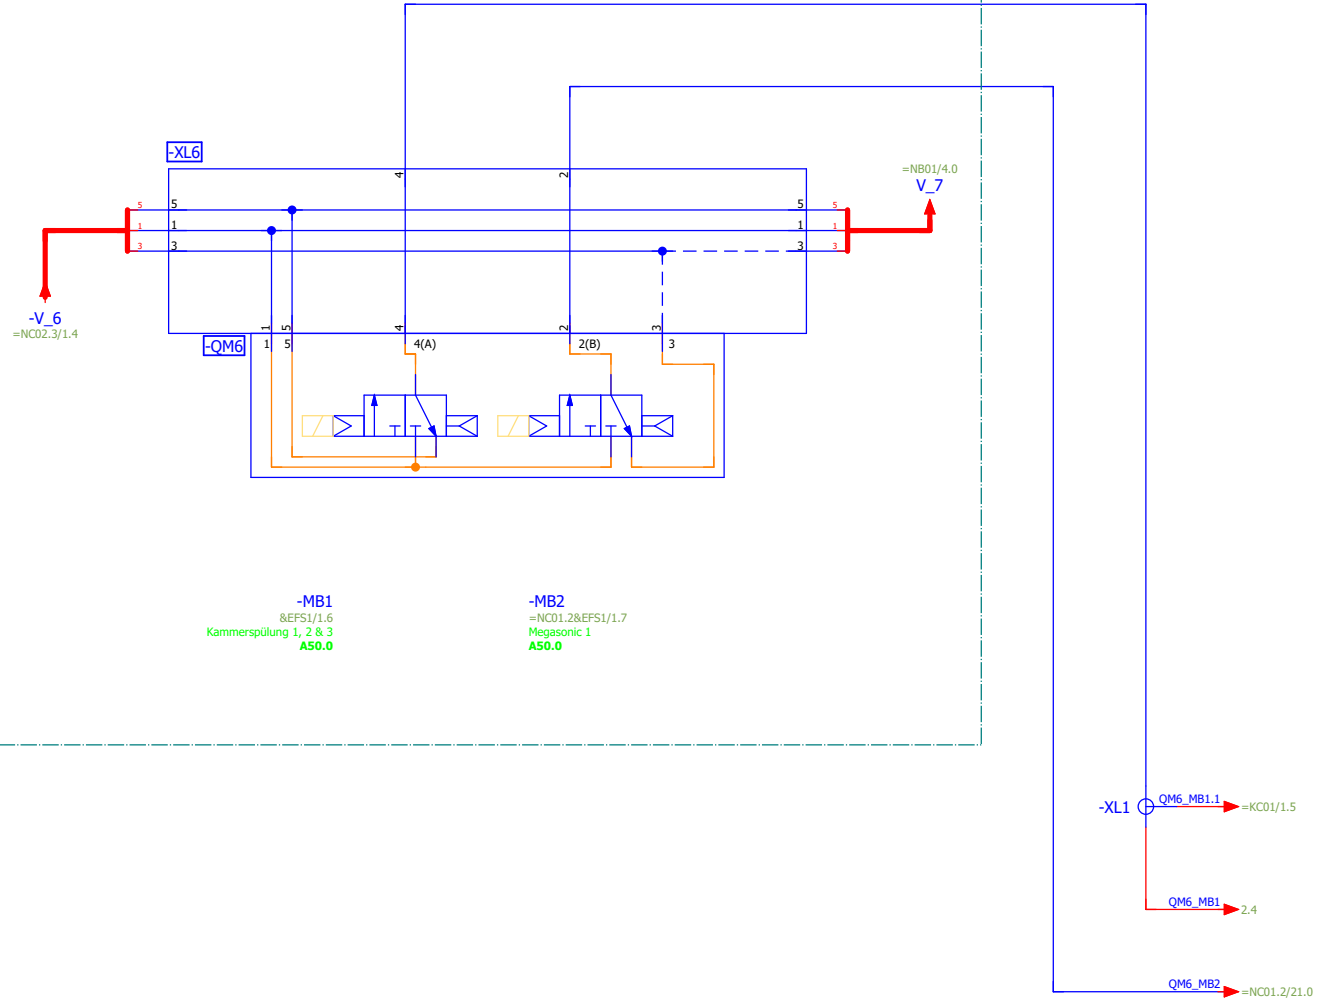 -XL6
4
2
=NB01/4.0
V_7
5
5
5
5
1
1
1
1
3
3
3
3
-V_6
=NC02.3/1.4
1
5
4
2
3
-QM6
1
5
4(A)
2(B)
3
-MB1
&EFS1/1.6
Kammerspülung 1, 2 & 3
A50.0
-MB2
=NC01.2&EFS1/1.7
Megasonic 1
A50.0
-XL1
QM6_MB1.1
=KC01/1.5
QM6_MB1
2.4
QM6_MB2
=NC01.2/21.0